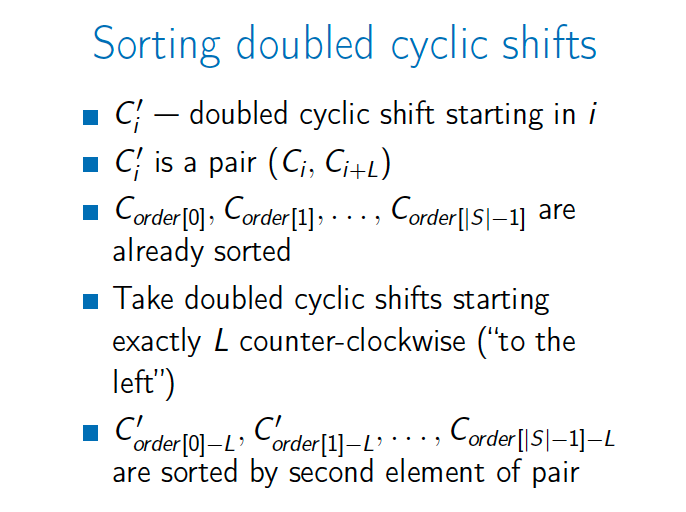 Sorting doubled cyclic shifts
C′_i — doubled cyclic shift starting in i
C′_i is a pair (C_i, C_{i+L})
C_{order[0]}, C_{order[1]}, . . . , C_{order[|S|−1]} are
already sorted
Take doubled cyclic shifts starting
exactly L counter-clockwise (“to the
left”)
C′_{order[0]−L}, C′_{order[1]−L}, . . . , C_{order[|S|−1]−L}
are sorted by second element of pair